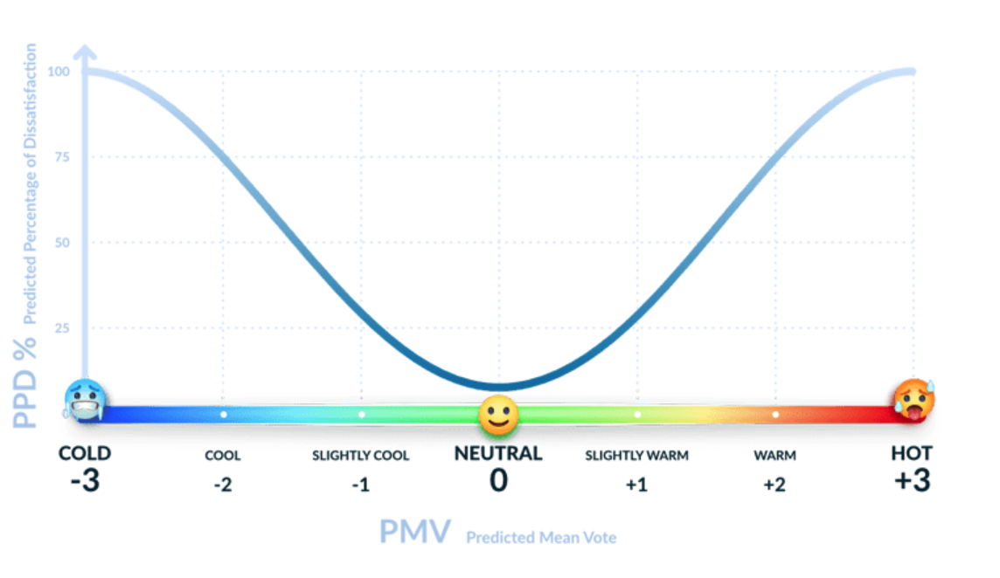 PPD % Predicted Percentage of Dissatisfaction
100
75
50
25
COLD COOL SLIGHTLY COOL NEUTRAL SLIGHTLY WARM WARM HOT
-3 -2 -1 0 +1 +2 +3
PMV Predicted Mean Vote